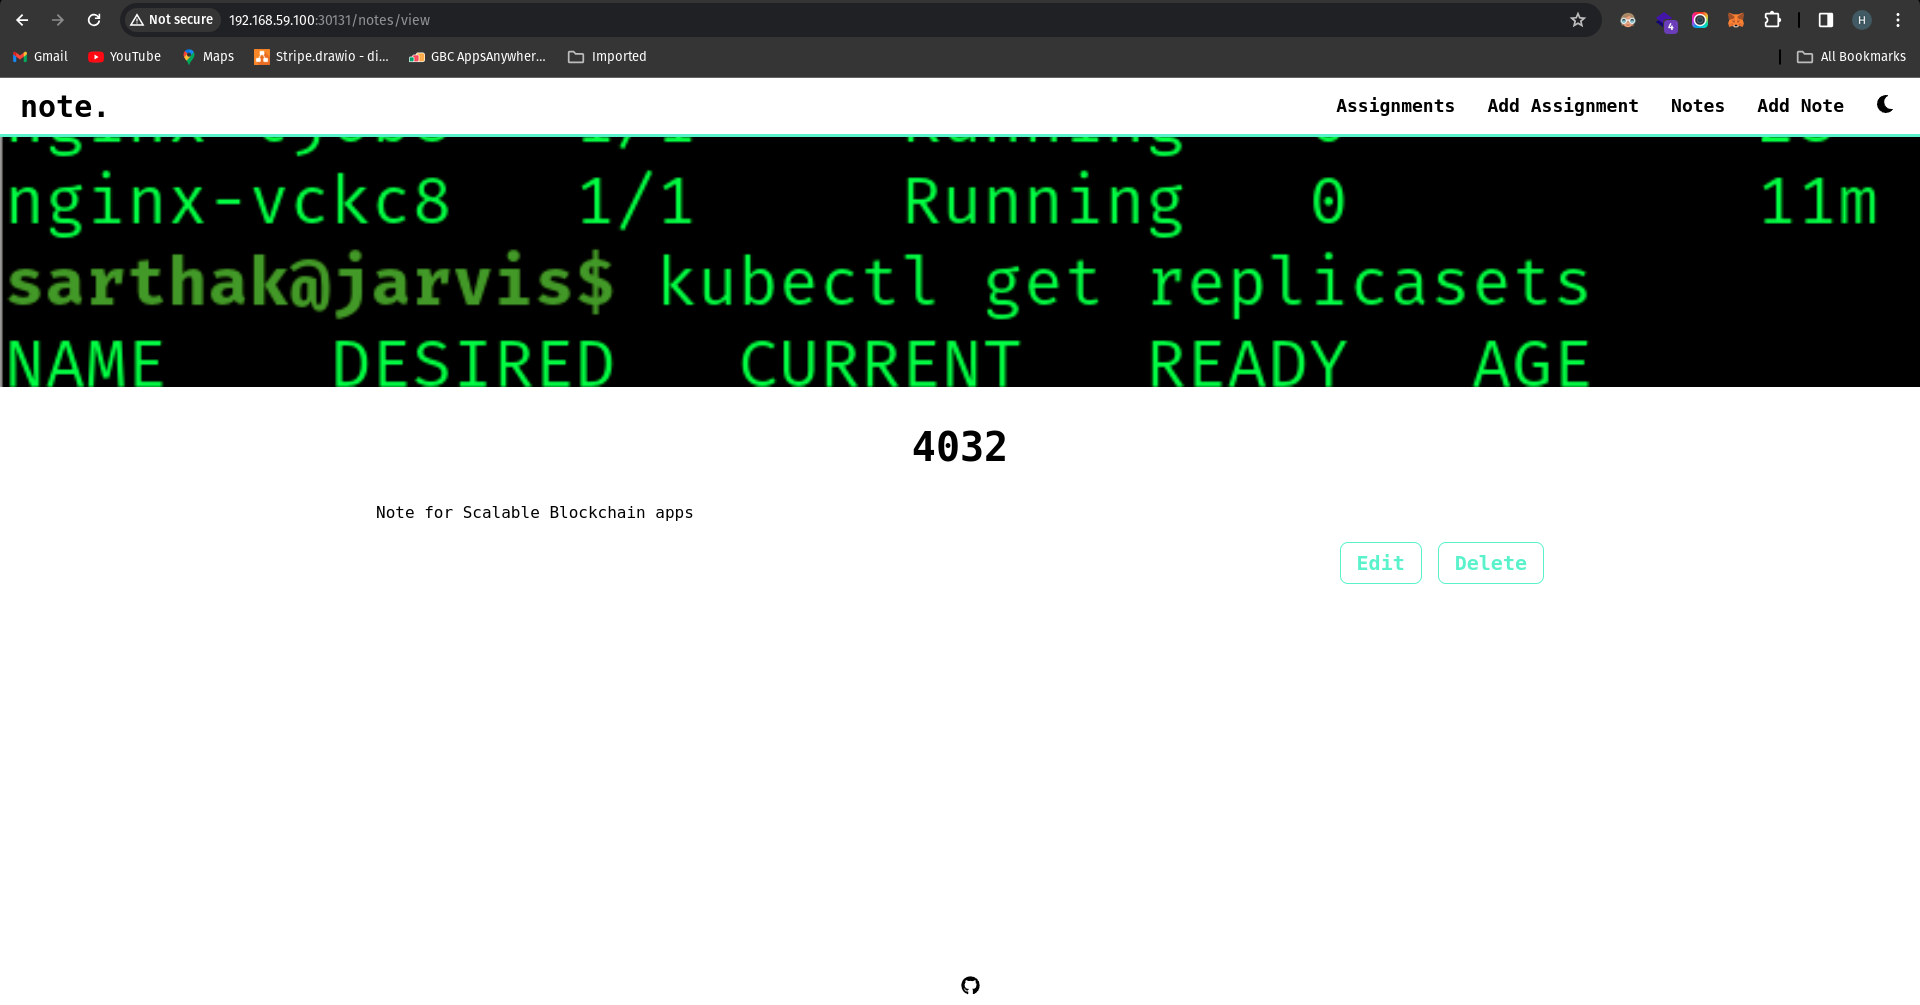 Not secure 192.168.59.100:30131/notes/view 4 H
Gmail YouTube Maps Stripe.drawio - di... GBC AppsAnywher... Imported All Bookmarks
note. Assignments Add Assignment Notes Add Note
nginx-vckc8 1/1 Running 0 11m
sarthak@jarvis$ kubectl get replicasets
NAME DESIRED CURRENT READY AGE
4032
Note for Scalable Blockchain apps
Edit Delete